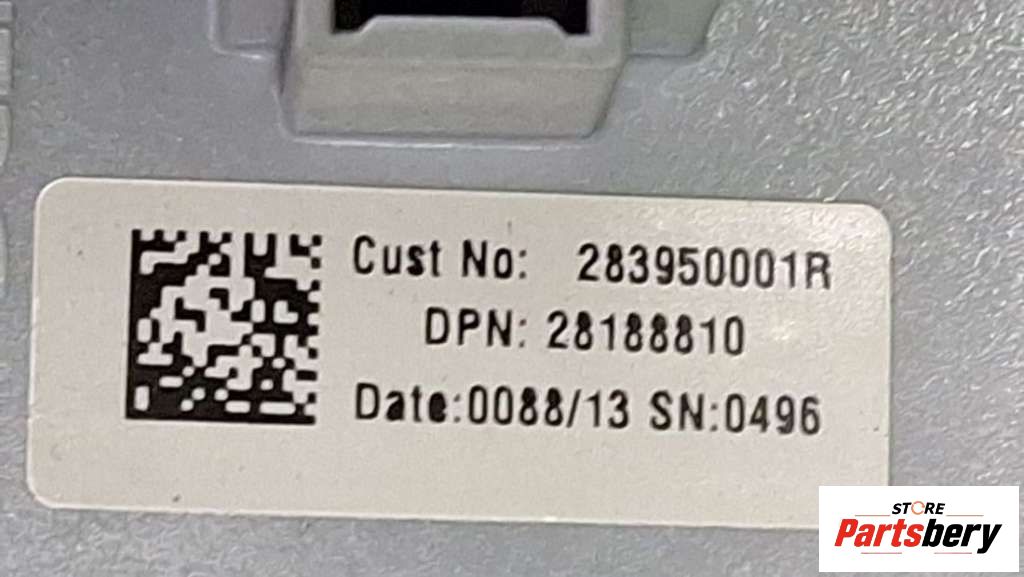 Cust No: 283950001R
DPN: 28188810
Date:0088/13 SN:0496
STORE
Partsbery